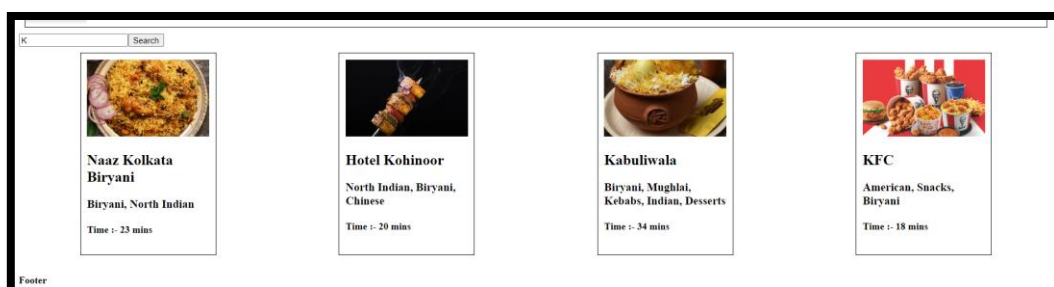 K
Search
Naaz Kolkata
Biryani
Biryani, North Indian
Time :- 23 mins
Hotel Kohinoor
North Indian, Biryani,
Chinese
Time :- 20 mins
Kabuliwala
Biryani, Mughlai,
Kebabs, Indian, Desserts
Time :- 34 mins
KFC
American, Snacks,
Biryani
Time :- 18 mins
Footer